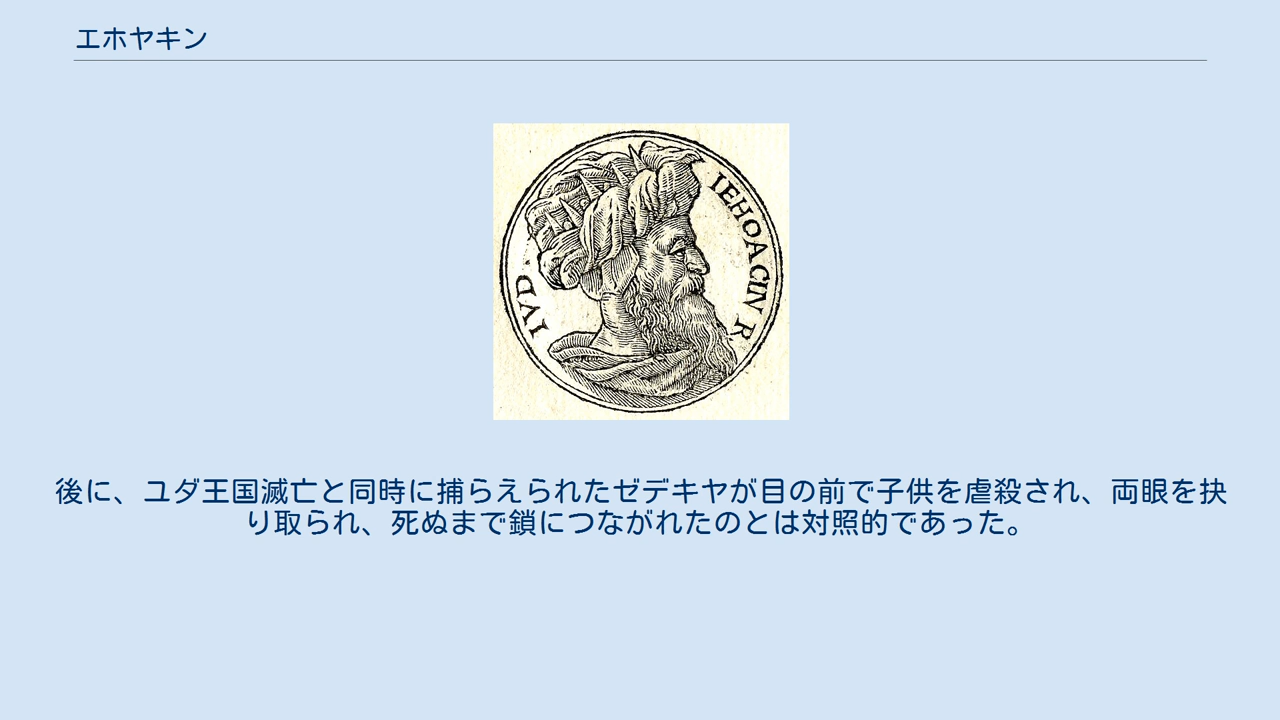 エホヤキン
IEHOACIN R
IVD
後に、ユダ王国滅亡と同時に捕らえられたゼデキヤが目の前で子供を虐殺され、両眼を抉
り取られ、死ぬまで鎖につながれたのとは対照的であった。